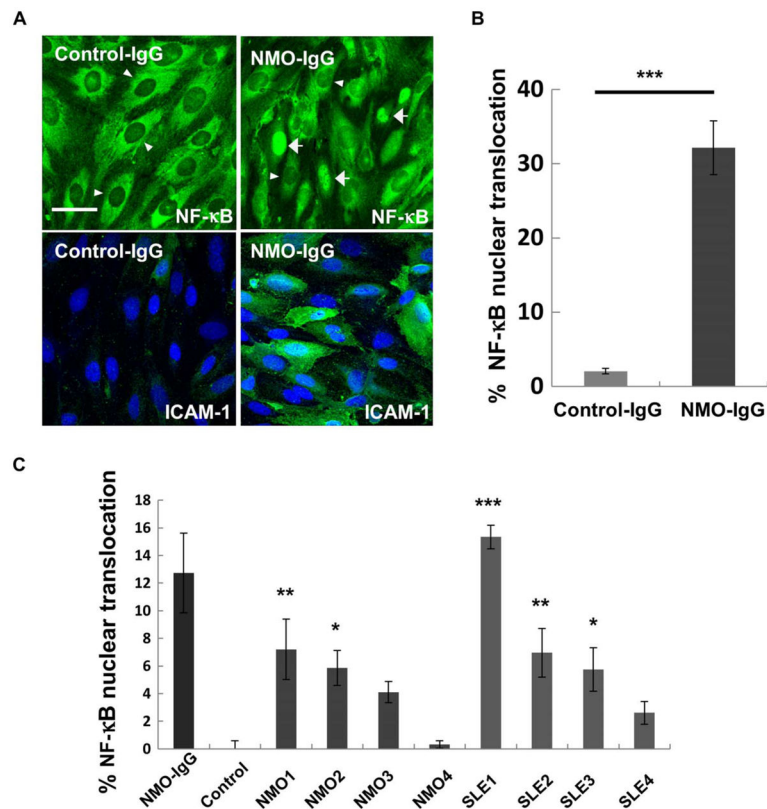 A
Control-IgG
NF-κB
NMO-IgG
NF-κB
Control-IgG
ICAM-1
NMO-IgG
ICAM-1
B
% NF-κB nuclear translocation
40
30
20
10
0
***
Control-IgG
NMO-IgG
C
% NF-κB nuclear translocation
18
16
14
12
10
8
6
4
2
0
**
*
***
**
*
NMO-IgG
Control
NMO1
NMO2
NMO3
NMO4
SLE1
SLE2
SLE3
SLE4